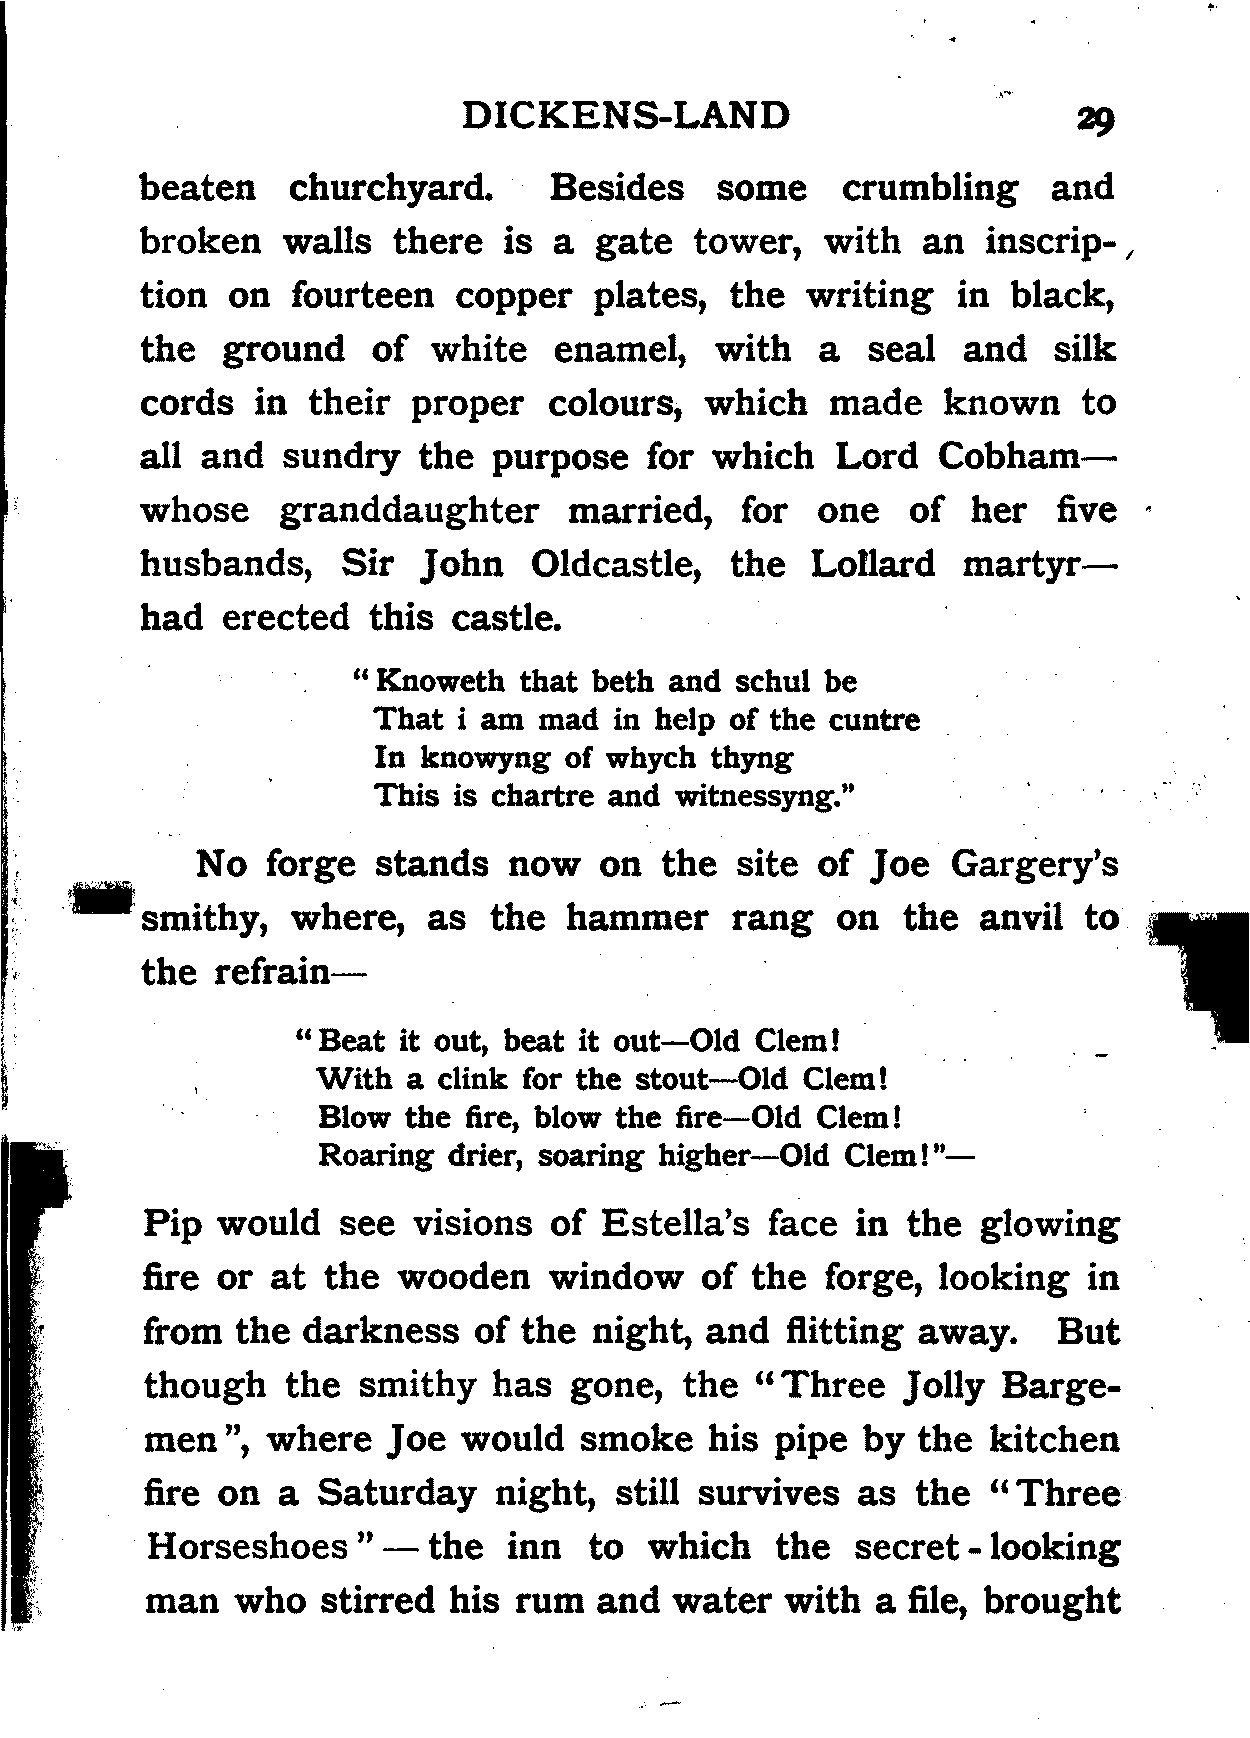 DICKENS-LAND 29
beaten churchyard. Besides some crumbling and
broken walls there is a gate tower, with an inscrip-
tion on fourteen copper plates, the writing in black,
the ground of white enamel, with a seal and silk
cords in their proper colours, which made known to
all and sundry the purpose for which Lord Cobham—
whose granddaughter married, for one of her five
husbands, Sir John Oldcastle, the Lollard martyr—
had erected this castle.
"Knoweth that beth and schul be
That i am mad in help of the cuntre
In knowyng of whych thyng
This is chartre and witnessyng."
No forge stands now on the site of Joe Gargery's
smithy, where, as the hammer rang on the anvil to
the refrain—
"Beat it out, beat it out—Old Clem!
With a clink for the stout—Old Clem!
Blow the fire, blow the fire—Old Clem!
Roaring drier, soaring higher—Old Clem!"—
Pip would see visions of Estella's face in the glowing
fire or at the wooden window of the forge, looking in
from the darkness of the night, and flitting away. But
though the smithy has gone, the "Three Jolly Barge-
men", where Joe would smoke his pipe by the kitchen
fire on a Saturday night, still survives as the "Three
Horseshoes"—the inn to which the secret-looking
man who stirred his rum and water with a file, brought